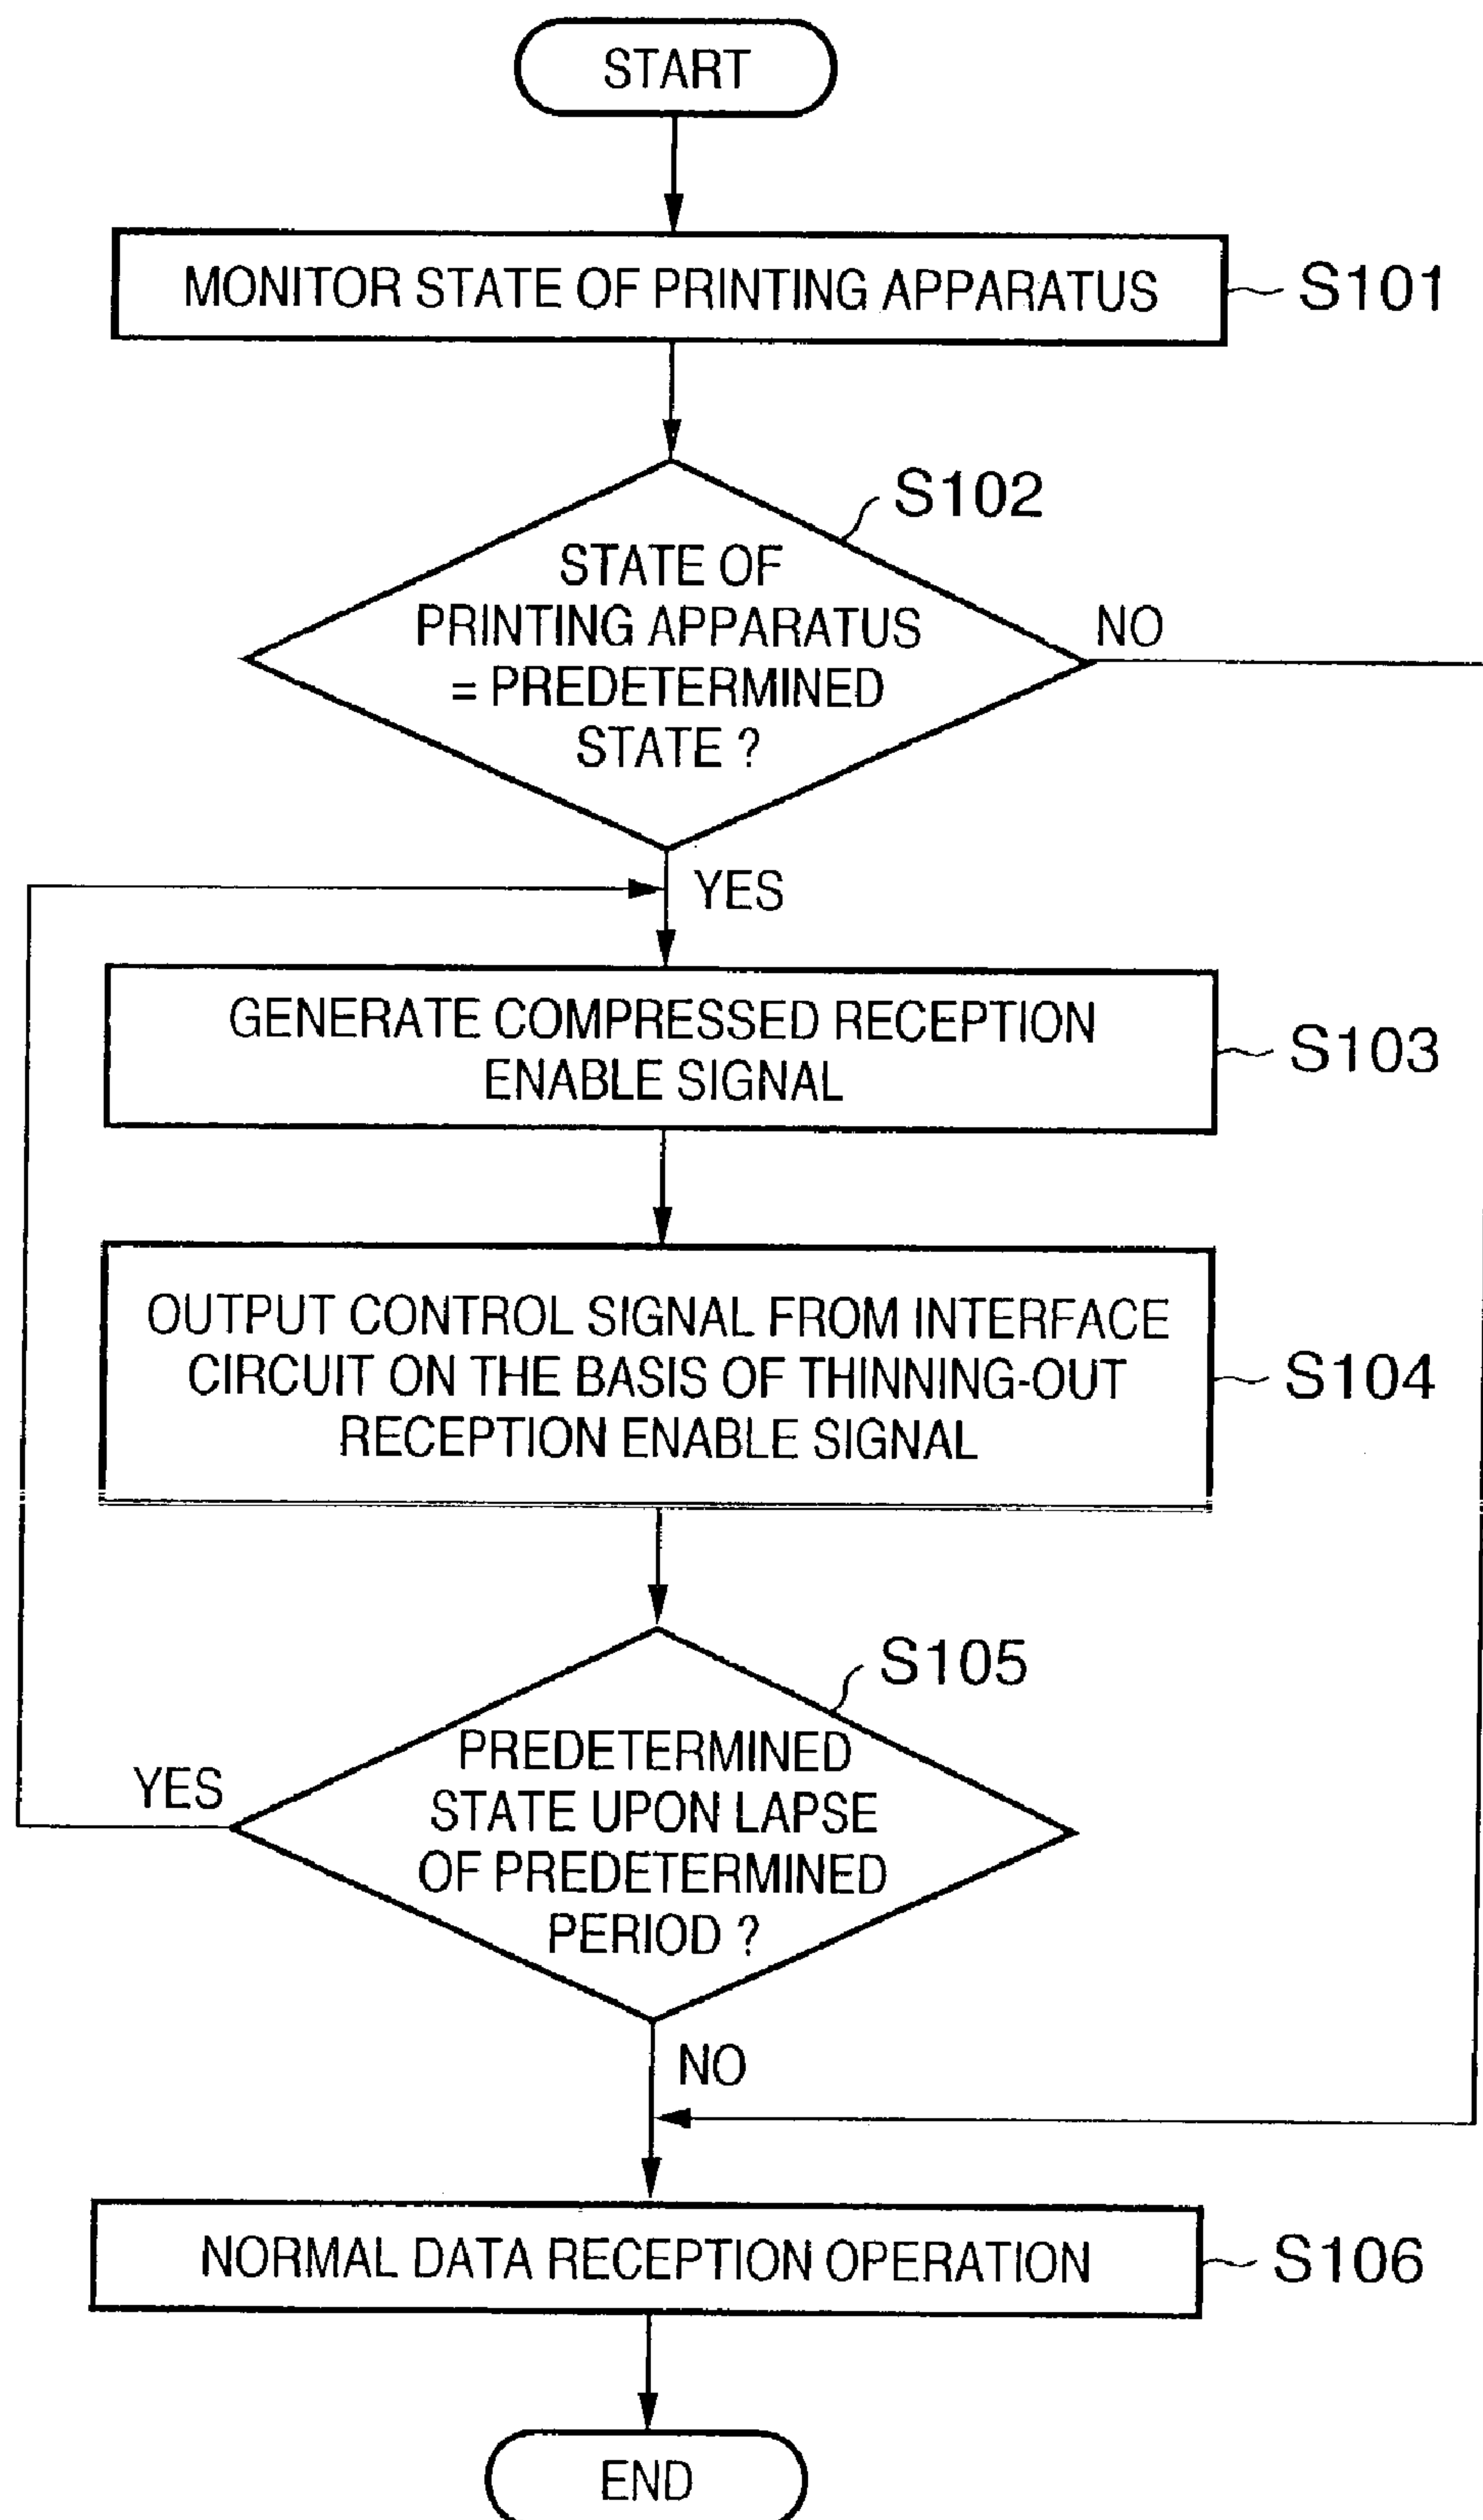 START
MONITOR STATE OF PRINTING APPARATUS
S101
S102
STATE OF
PRINTING APPARATUS
= PREDETERMINED
STATE ?
NO
YES
GENERATE COMPRESSED RECEPTION
ENABLE SIGNAL
S103
OUTPUT CONTROL SIGNAL FROM INTERFACE
CIRCUIT ON THE BASIS OF THINNING-OUT
RECEPTION ENABLE SIGNAL
S104
S105
PREDETERMINED
STATE UPON LAPSE
OF PREDETERMINED
PERIOD ?
YES
NO
NORMAL DATA RECEPTION OPERATION
S106
END